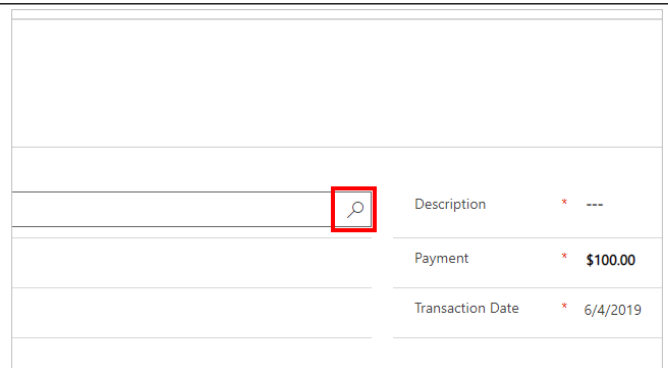 Description * ---
Payment * $100.00
Transaction Date * 6/4/2019